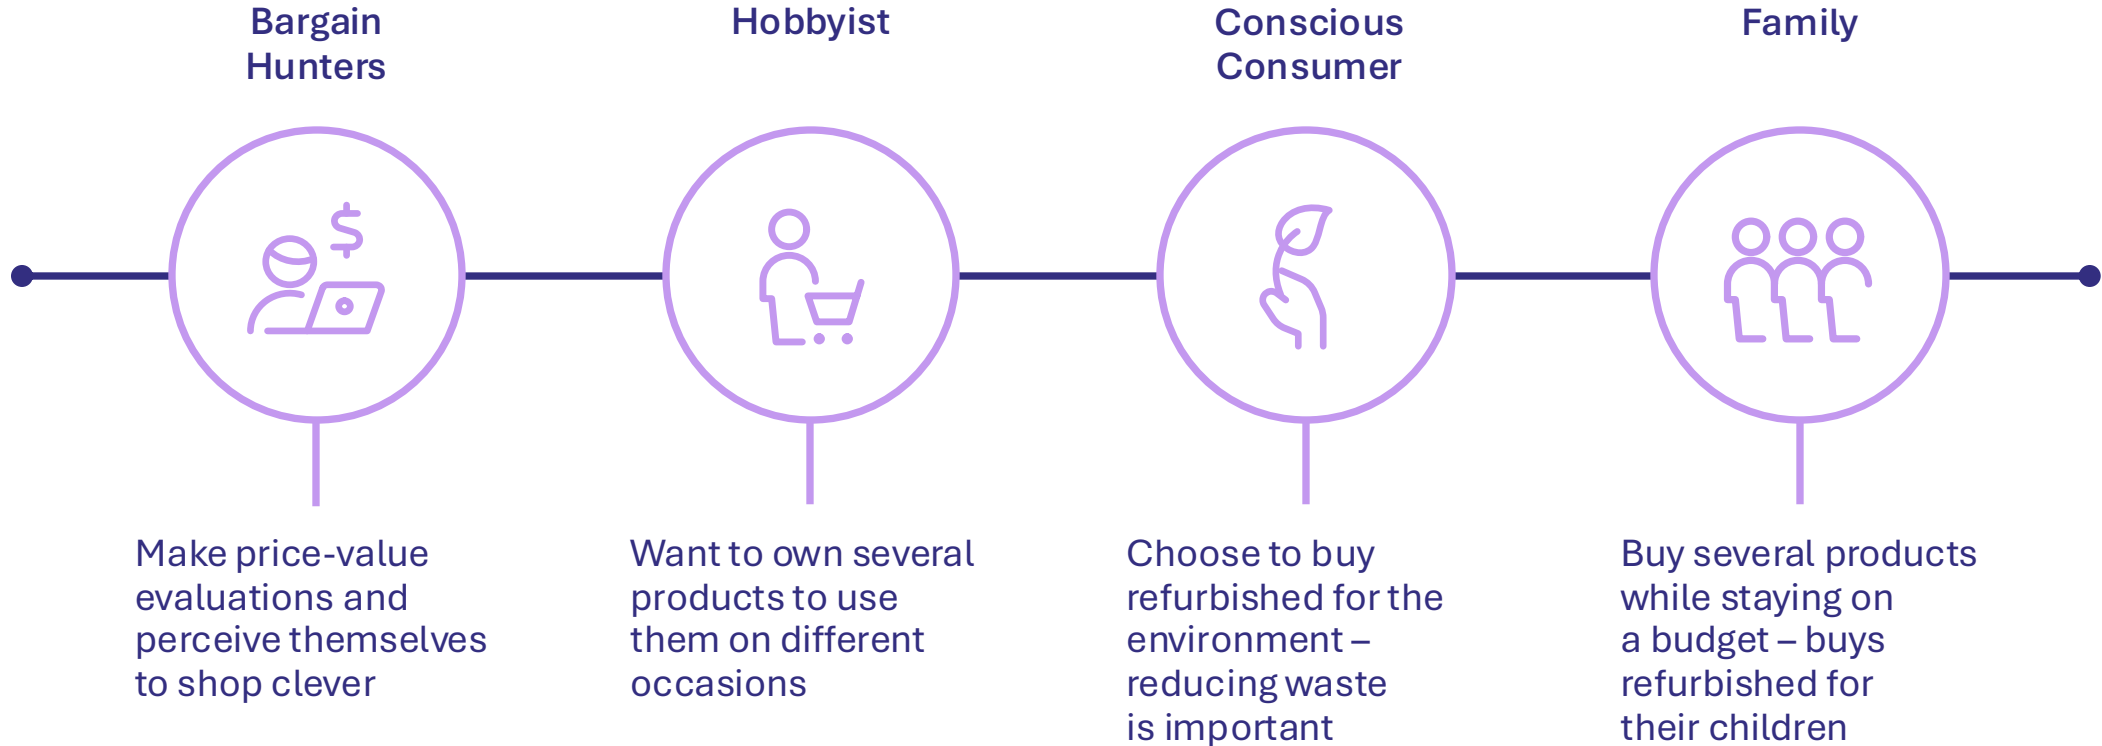 Bargain
Hunters
Hobbyist
Conscious
Consumer
Family
$
Make price-value
evaluations and
perceive themselves
to shop clever
Want to own several
products to use
them on different
occasions
Choose to buy
refurbished for the
environment –
reducing waste
is important
Buy several products
while staying on
a budget – buys
refurbished for
their children